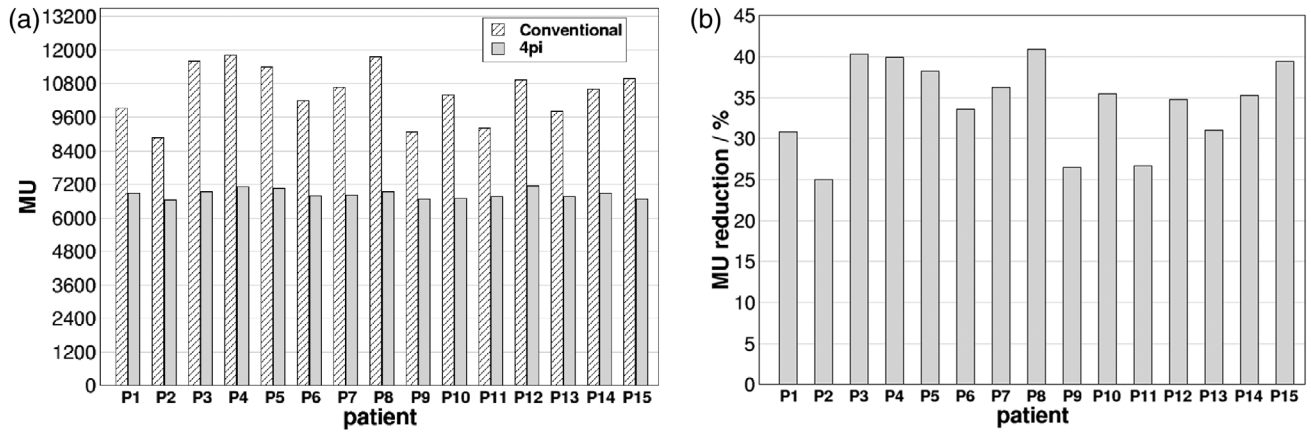 (a)
13200
12000
10800
9600
8400
7200
6000
4800
3600
2400
1200
0
MU
Conventional
4pi
P1 P2 P3 P4 P5 P6 P7 P8 P9 P10 P11 P12 P13 P14 P15
patient
(b)
45
40
35
30
25
20
15
10
5
0
MU reduction / %
P1 P2 P3 P4 P5 P6 P7 P8 P9 P10 P11 P12 P13 P14 P15
patient